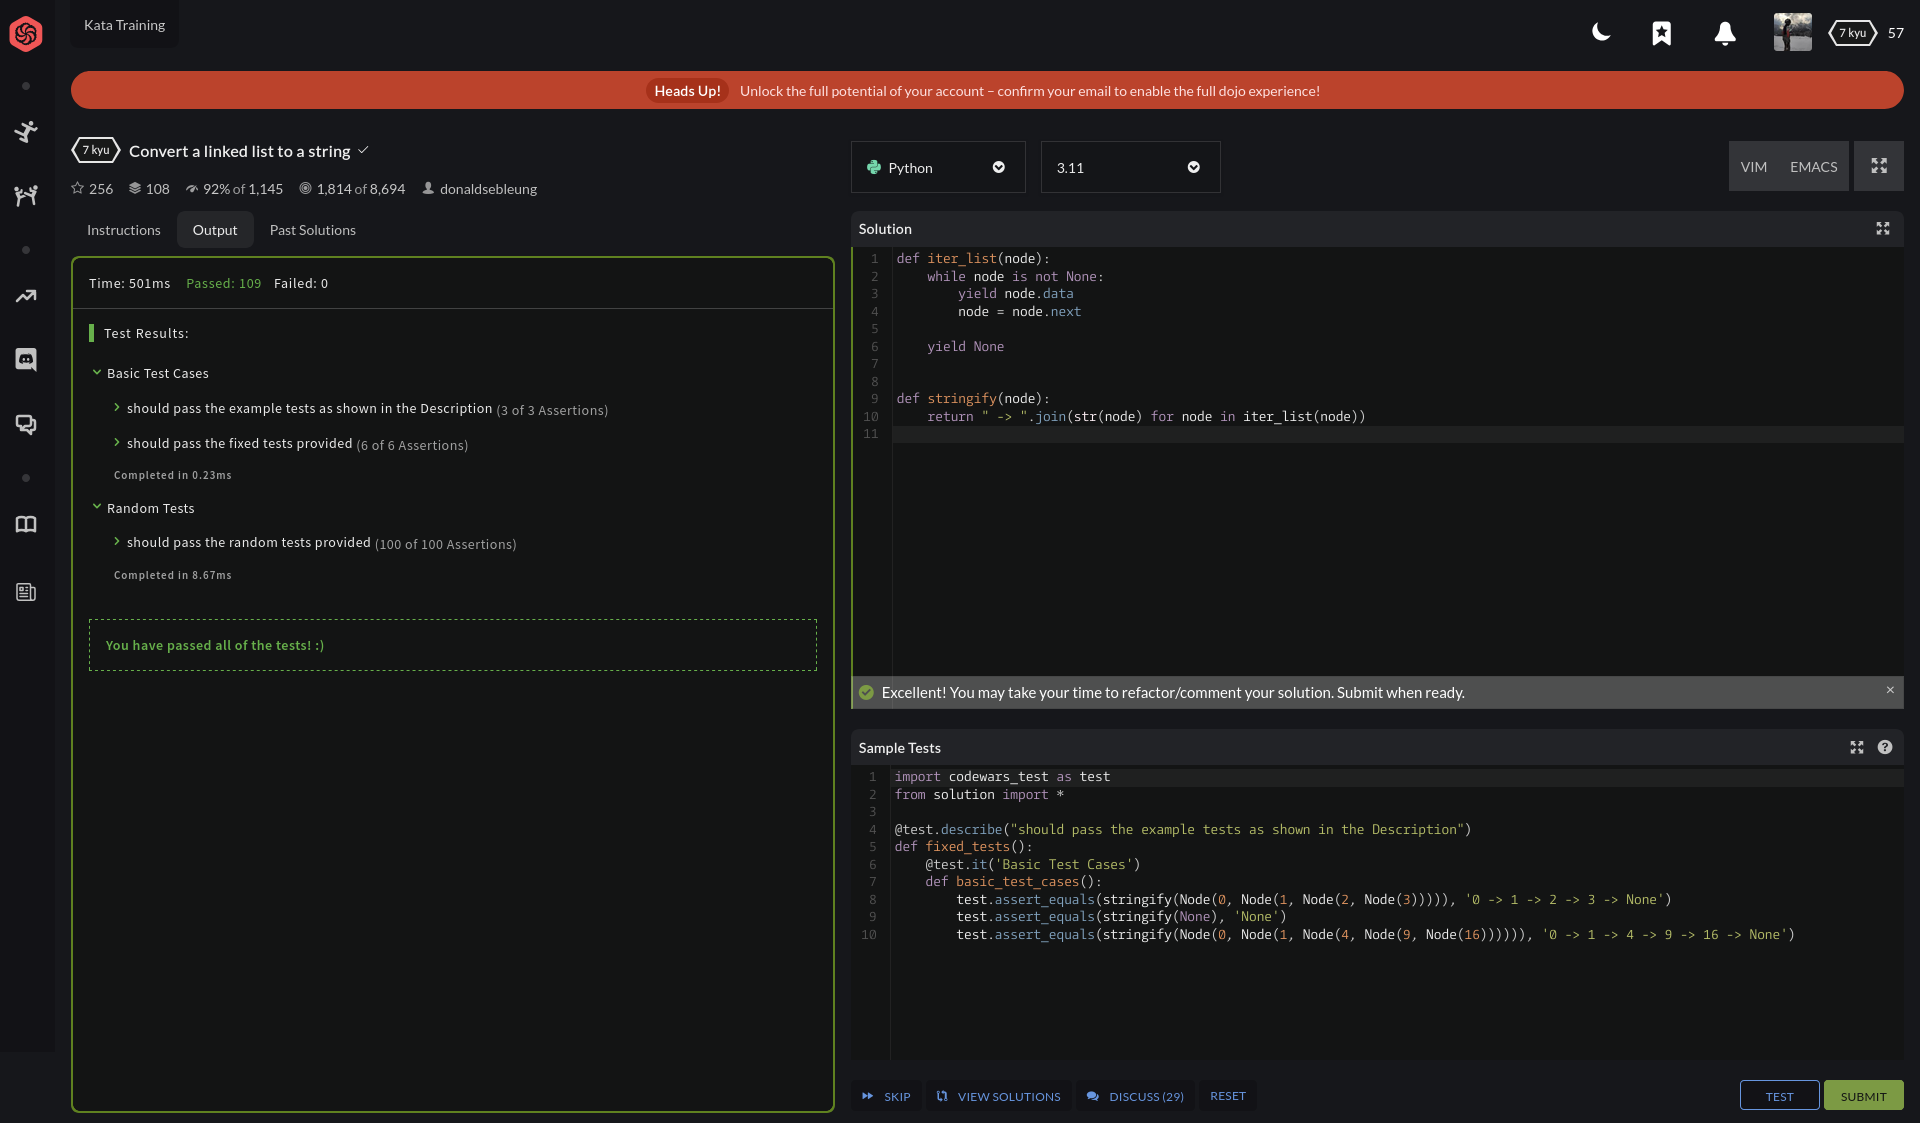 Kata Training
7 kyu
57
Heads Up! Unlock the full potential of your account – confirm your email to enable the full dojo experience!
7 kyu Convert a linked list to a string
256 108 92% of 1,145 1,814 of 8,694 donaldsebleung
Instructions Output Past Solutions
Time: 501ms Passed: 109 Failed: 0
Test Results:
Basic Test Cases
should pass the example tests as shown in the Description (3 of 3 Assertions)
should pass the fixed tests provided (6 of 6 Assertions)
Completed in 0.23ms
Random Tests
should pass the random tests provided (100 of 100 Assertions)
Completed in 8.67ms
You have passed all of the tests! :)
Python 3.11 VIM EMACS
Solution
1 def iter_list(node):
2     while node is not None:
3         yield node.data
4         node = node.next
5
6     yield None
7
8
9 def stringify(node):
10     return " -> ".join(str(node) for node in iter_list(node))
11
Excellent! You may take your time to refactor/comment your solution. Submit when ready. ×
Sample Tests ?
1 import codewars_test as test
2 from solution import *
3
4 @test.describe("should pass the example tests as shown in the Description")
5 def fixed_tests():
6     @test.it('Basic Test Cases')
7     def basic_test_cases():
8         test.assert_equals(stringify(Node(0, Node(1, Node(2, Node(3))))), '0 -> 1 -> 2 -> 3 -> None')
9         test.assert_equals(stringify(None), 'None')
10         test.assert_equals(stringify(Node(0, Node(1, Node(4, Node(9, Node(16)))))), '0 -> 1 -> 4 -> 9 -> 16 -> None')
SKIP VIEW SOLUTIONS DISCUSS (29) RESET TEST SUBMIT